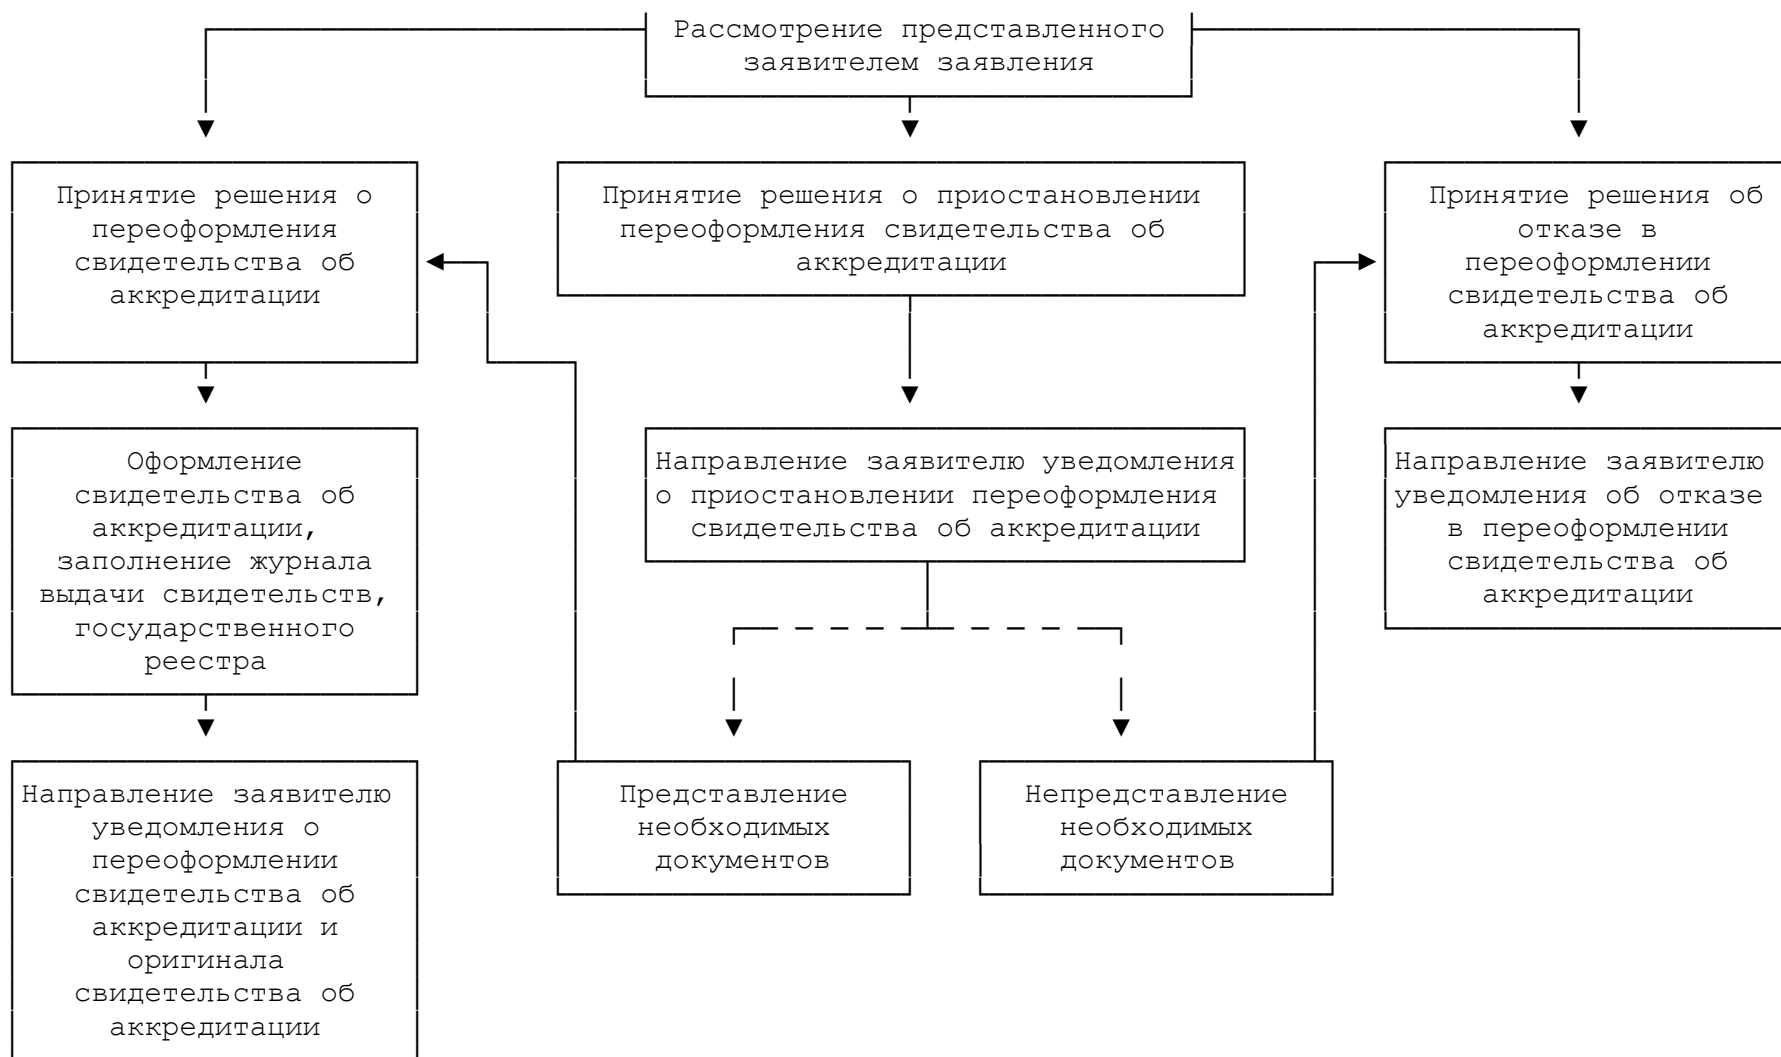 Рассмотрение представленного
заявителем заявления
Принятие решения о
переоформления
свидетельства об
аккредитации
Принятие решения о приостановлении
переоформления свидетельства об
аккредитации
Принятие решения об
отказе в
переоформлении
свидетельства об
аккредитации
Оформление
свидетельства об
аккредитации,
заполнение журнала
выдачи свидетельств,
государственного
реестра
Направление заявителю уведомления
о приостановлении переоформления
свидетельства об аккредитации
Направление заявителю
уведомления об отказе
в переоформлении
свидетельства об
аккредитации
Направление заявителю
уведомления о
переоформлении
свидетельства об
аккредитации и
оригинала
свидетельства об
аккредитации
Представление
необходимых
документов
Непредставление
необходимых
документов